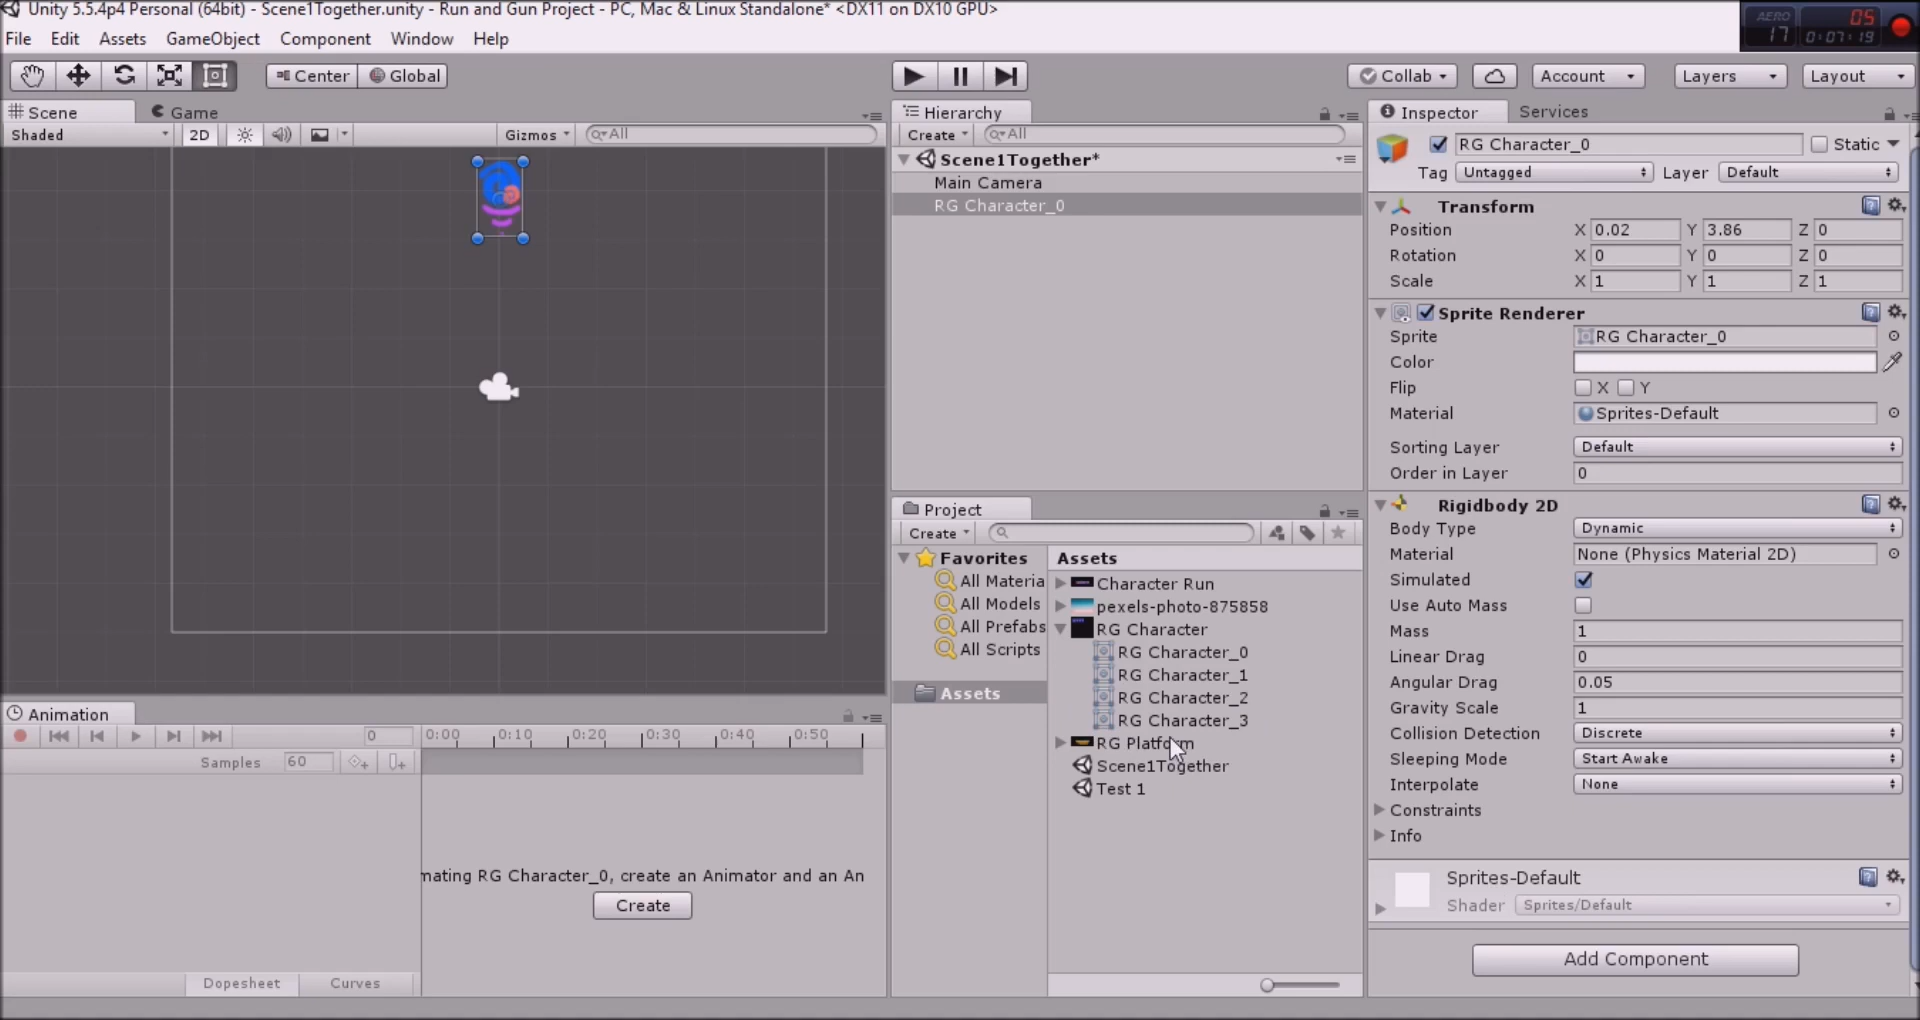 Unity 5.5.4p4 Personal (64bit) - Scene1Together.unity - Run and Gun Project - PC, Mac & Linux Standalone* <DX11 on DX10 GPU>
AERO 17
05 0:07:19
File Edit Assets GameObject Component Window Help
Center Global
Collab Account Layers Layout
Scene Game
Shaded 2D Gizmos All
Hierarchy
Create All
Scene1Together*
Main Camera
RG Character_0
Project
Create
Favorites
All Materia
All Models
All Prefabs
All Scripts
Assets
Assets
Character Run
pexels-photo-875858
RG Character
RG Character_0
RG Character_1
RG Character_2
RG Character_3
RG Platform
Scene1Together
Test 1
Inspector Services
RG Character_0 Static
Tag Untagged Layer Default
Transform
Position X 0.02 Y 3.86 Z 0
Rotation X 0 Y 0 Z 0
Scale X 1 Y 1 Z 1
Sprite Renderer
Sprite RG Character_0
Color
Flip X Y
Material Sprites-Default
Sorting Layer Default
Order in Layer 0
Rigidbody 2D
Body Type Dynamic
Material None (Physics Material 2D)
Simulated
Use Auto Mass
Mass 1
Linear Drag 0
Angular Drag 0.05
Gravity Scale 1
Collision Detection Discrete
Sleeping Mode Start Awake
Interpolate None
Constraints
Info
Sprites-Default
Shader Sprites/Default
Add Component
Animation
0 0:00 0:10 0:20 0:30 0:40 0:50
Samples 60
mating RG Character_0, create an Animator and an An
Create
Dopesheet Curves